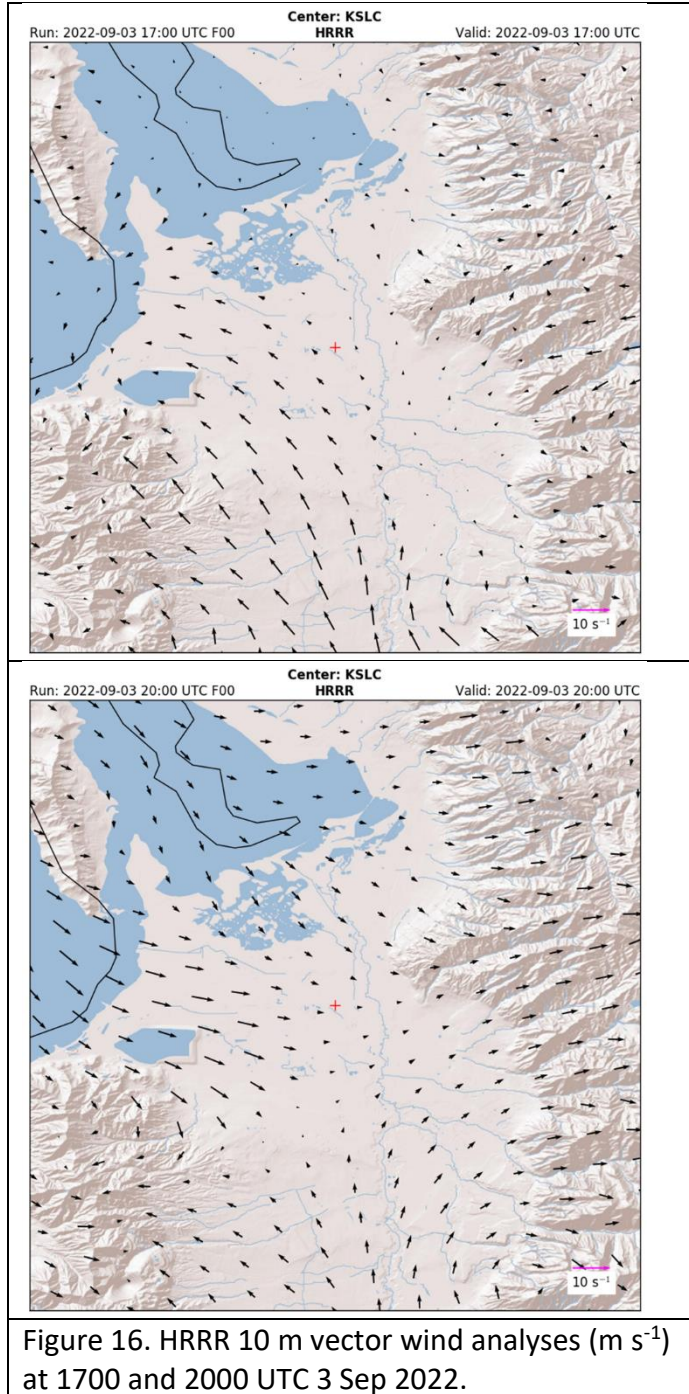 Center: KSLC
Run: 2022-09-03 17:00 UTC F00 HRRR Valid: 2022-09-03 17:00 UTC
10 s⁻¹
Center: KSLC
Run: 2022-09-03 20:00 UTC F00 HRRR Valid: 2022-09-03 20:00 UTC
10 s⁻¹
Figure 16. HRRR 10 m vector wind analyses (m s⁻¹)
at 1700 and 2000 UTC 3 Sep 2022.